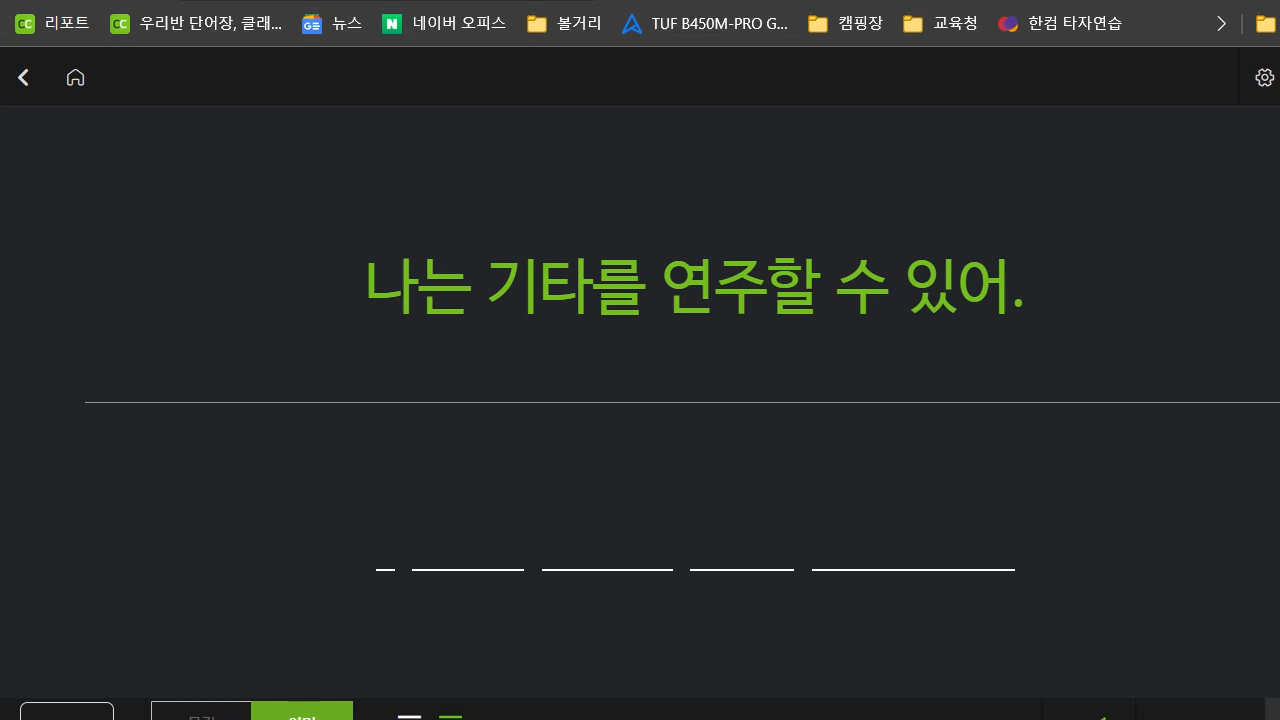 리포트 우리반 단어장, 클래... 뉴스 네이버 오피스 볼거리 TUF B450M-PRO G... 캠핑장 교육청 한컴 타자연습
나는 기타를 연주할 수 있어.